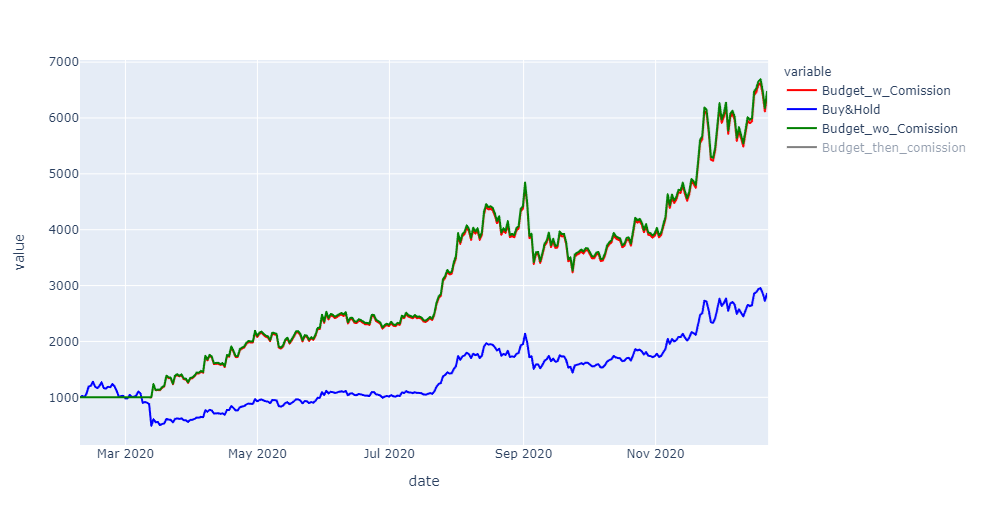 7000
6000
5000
4000
3000
2000
1000
value
Mar 2020
May 2020
Jul 2020
Sep 2020
Nov 2020
date
variable
Budget_w_Comission
Buy&Hold
Budget_wo_Comission
Budget_then_comission